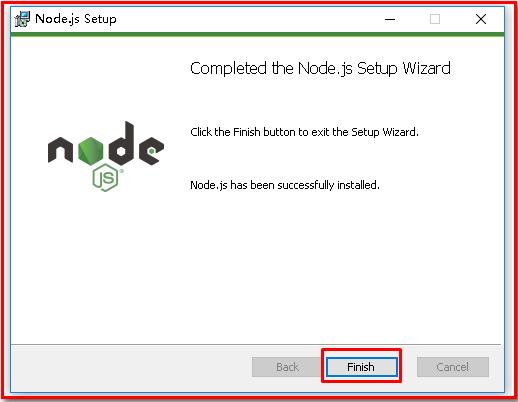 Node.js Setup
Completed the Node.js Setup Wizard
Click the Finish button to exit the Setup Wizard.
node
JS
Node.js has been successfully installed.
Back
Finish
Cancel